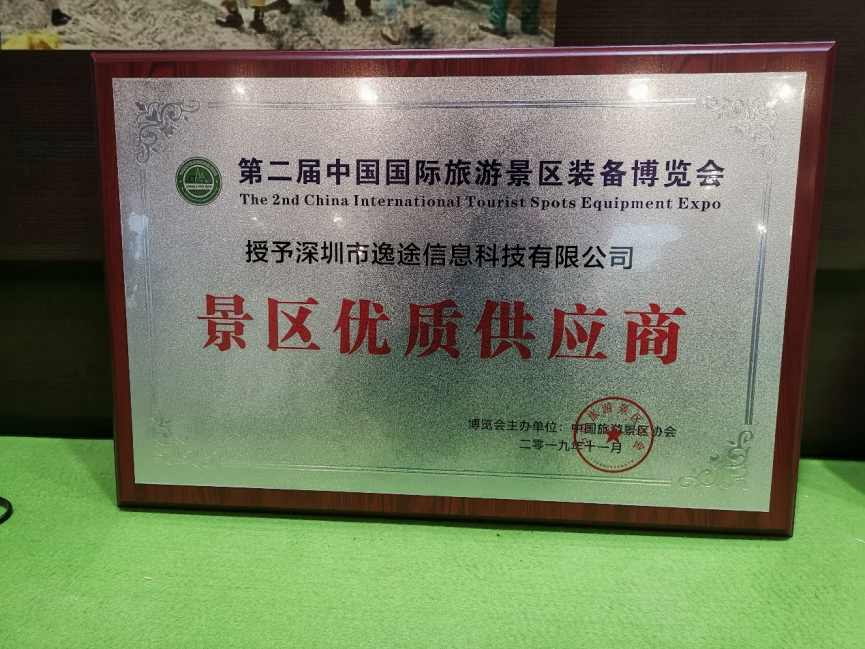 第二届中国国际旅游景区装备博览会
The 2nd China International Tourist Spots Equipment Expo
授予深圳市逸途信息科技有限公司
景区优质供应商
博览会主办单位：中国旅游景区协会
二零一九年十一月